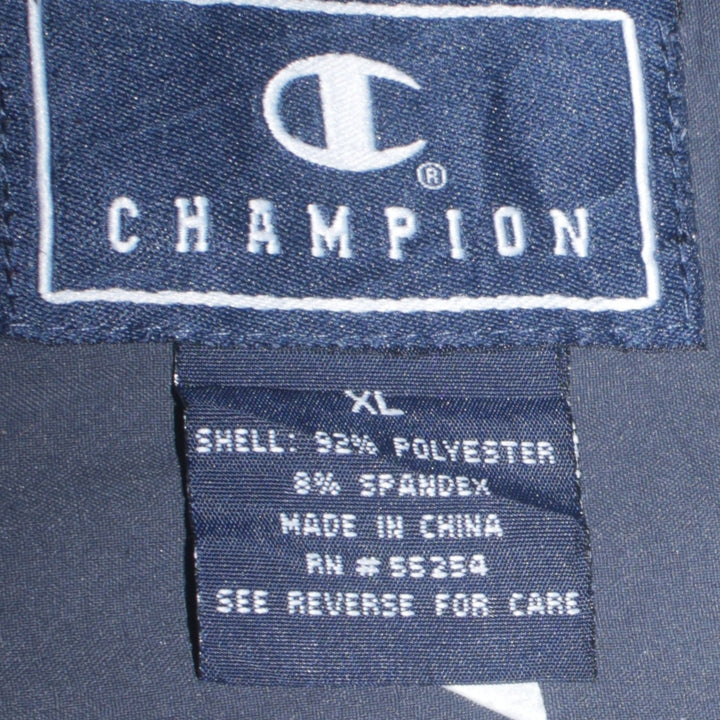 C®
CHAMPION
XL
SHELL: 92% POLYESTER
8% SPANDEX
MADE IN CHINA
RN # 55254
SEE REVERSE FOR CARE